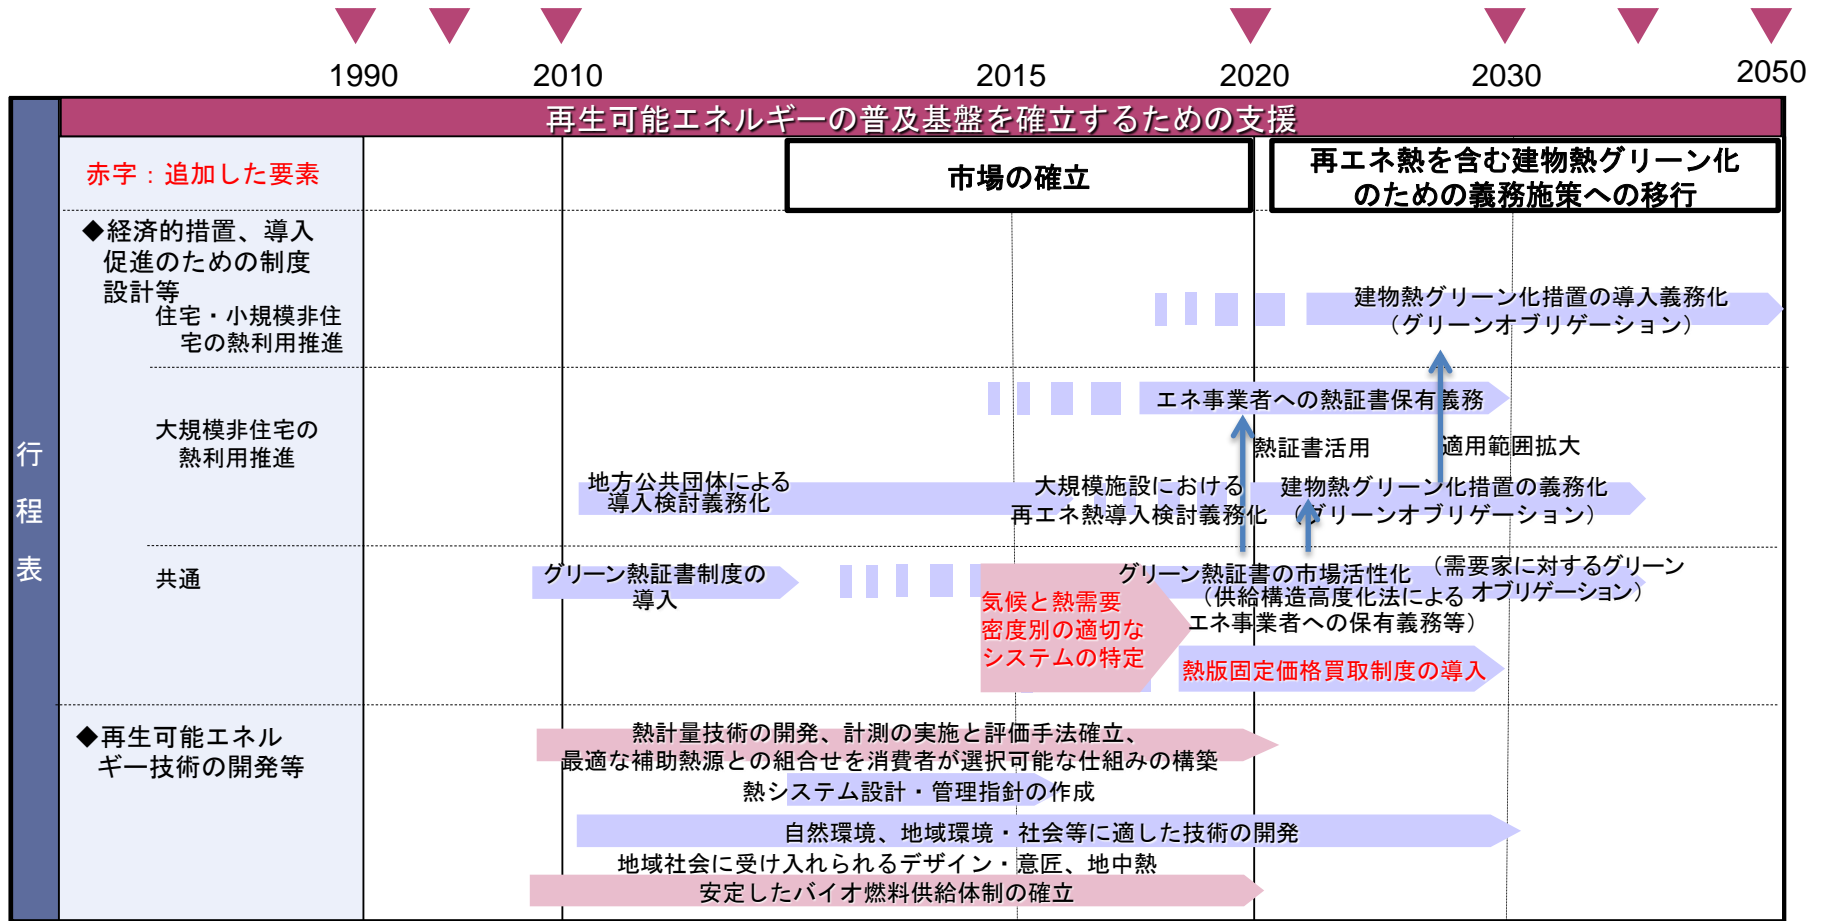 1990
2010
2015
2020
2030
2050
再生可能エネルギーの普及基盤を確立するための支援
行程表
赤字：追加した要素
市場の確立
再エネ熱を含む建物熱グリーン化
のための義務施策への移行
◆経済的措置、導入
促進のための制度
設計等
住宅・小規模非住
宅の熱利用推進
建物熱グリーン化措置の導入義務化
（グリーンオブリゲーション）
大規模非住宅の
熱利用推進
エネ事業者への熱証書保有義務
熱証書活用
適用範囲拡大
地方公共団体による
導入検討義務化
大規模施設における
再エネ熱導入検討義務化
建物熱グリーン化措置の義務化
（グリーンオブリゲーション）
共通
グリーン熱証書制度の
導入
気候と熱需要
密度別の適切な
システムの特定
グリーン熱証書の市場活性化
（供給構造高度化法による
エネ事業者への保有義務等）
（需要家に対するグリーン
オブリゲーション）
熱版固定価格買取制度の導入
◆再生可能エネル
ギー技術の開発等
熱計量技術の開発、計測の実施と評価手法確立、
最適な補助熱源との組合せを消費者が選択可能な仕組みの構築
熱システム設計・管理指針の作成
自然環境、地域環境・社会等に適した技術の開発
地域社会に受け入れられるデザイン・意匠、地中熱
安定したバイオ燃料供給体制の確立